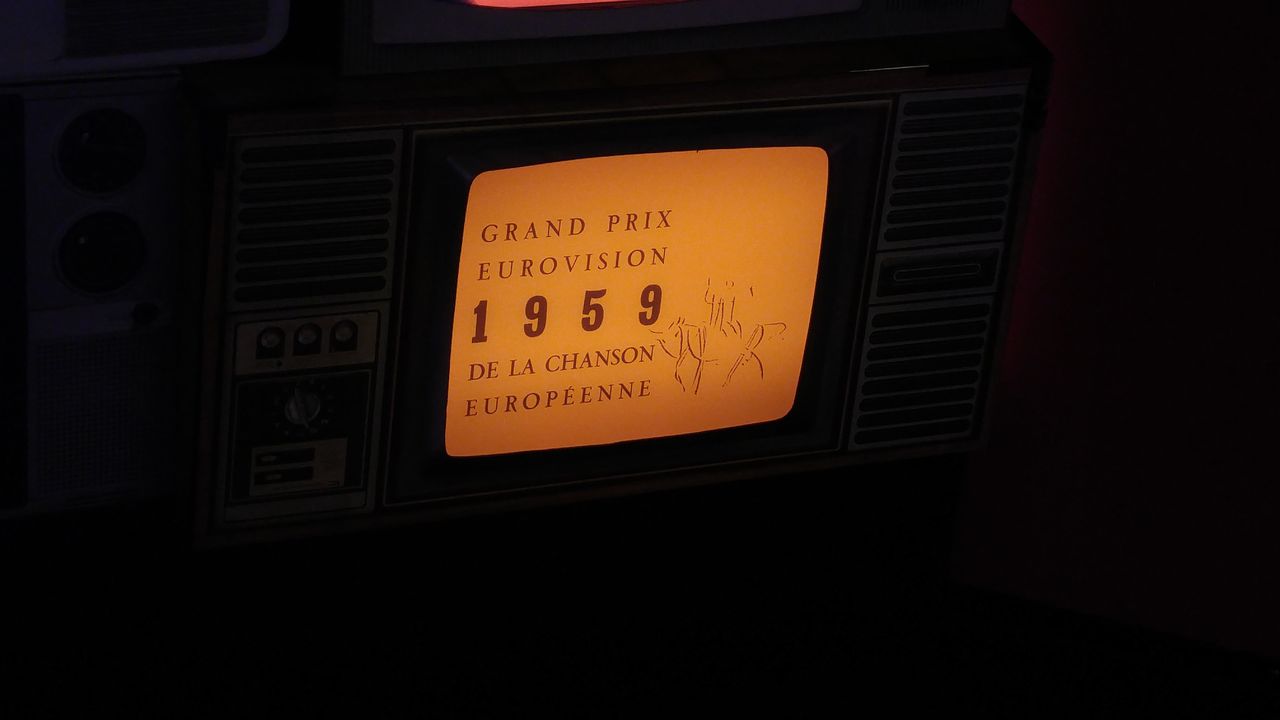 GRAND PRIX
EUROVISION
1959
DE LA CHANSON
EUROPÉENNE